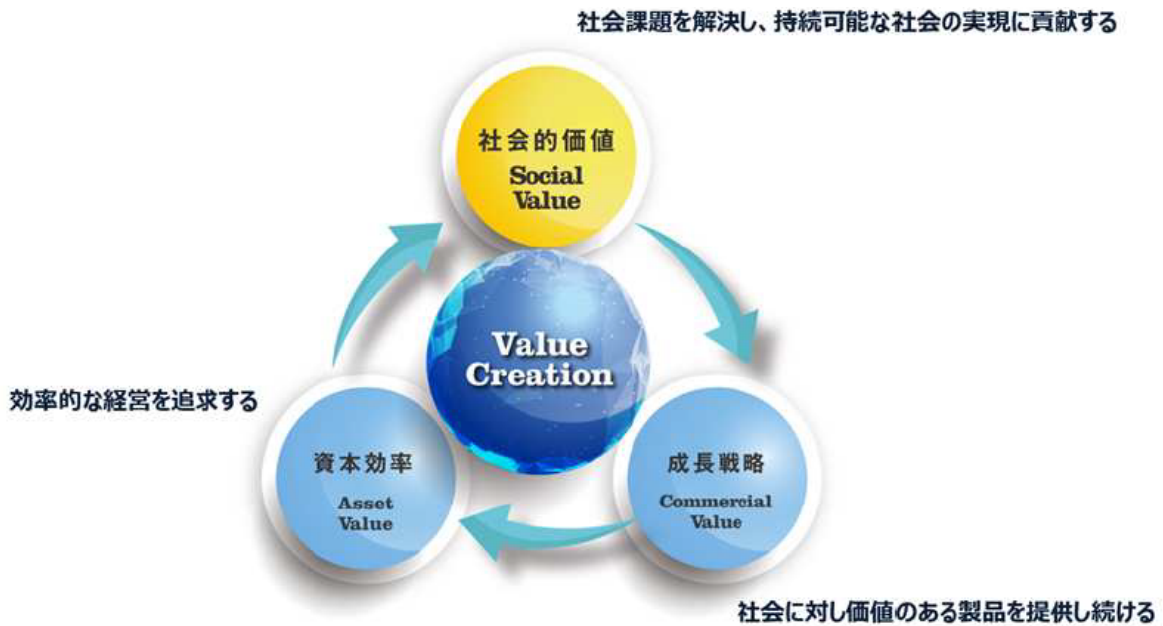 社会課題を解決し、持続可能な社会の実現に貢献する
社会的価値
Social
Value
Value
Creation
効率的な経営を追求する
資本効率
Asset
Value
成長戦略
Commercial
Value
社会に対し価値のある製品を提供し続ける